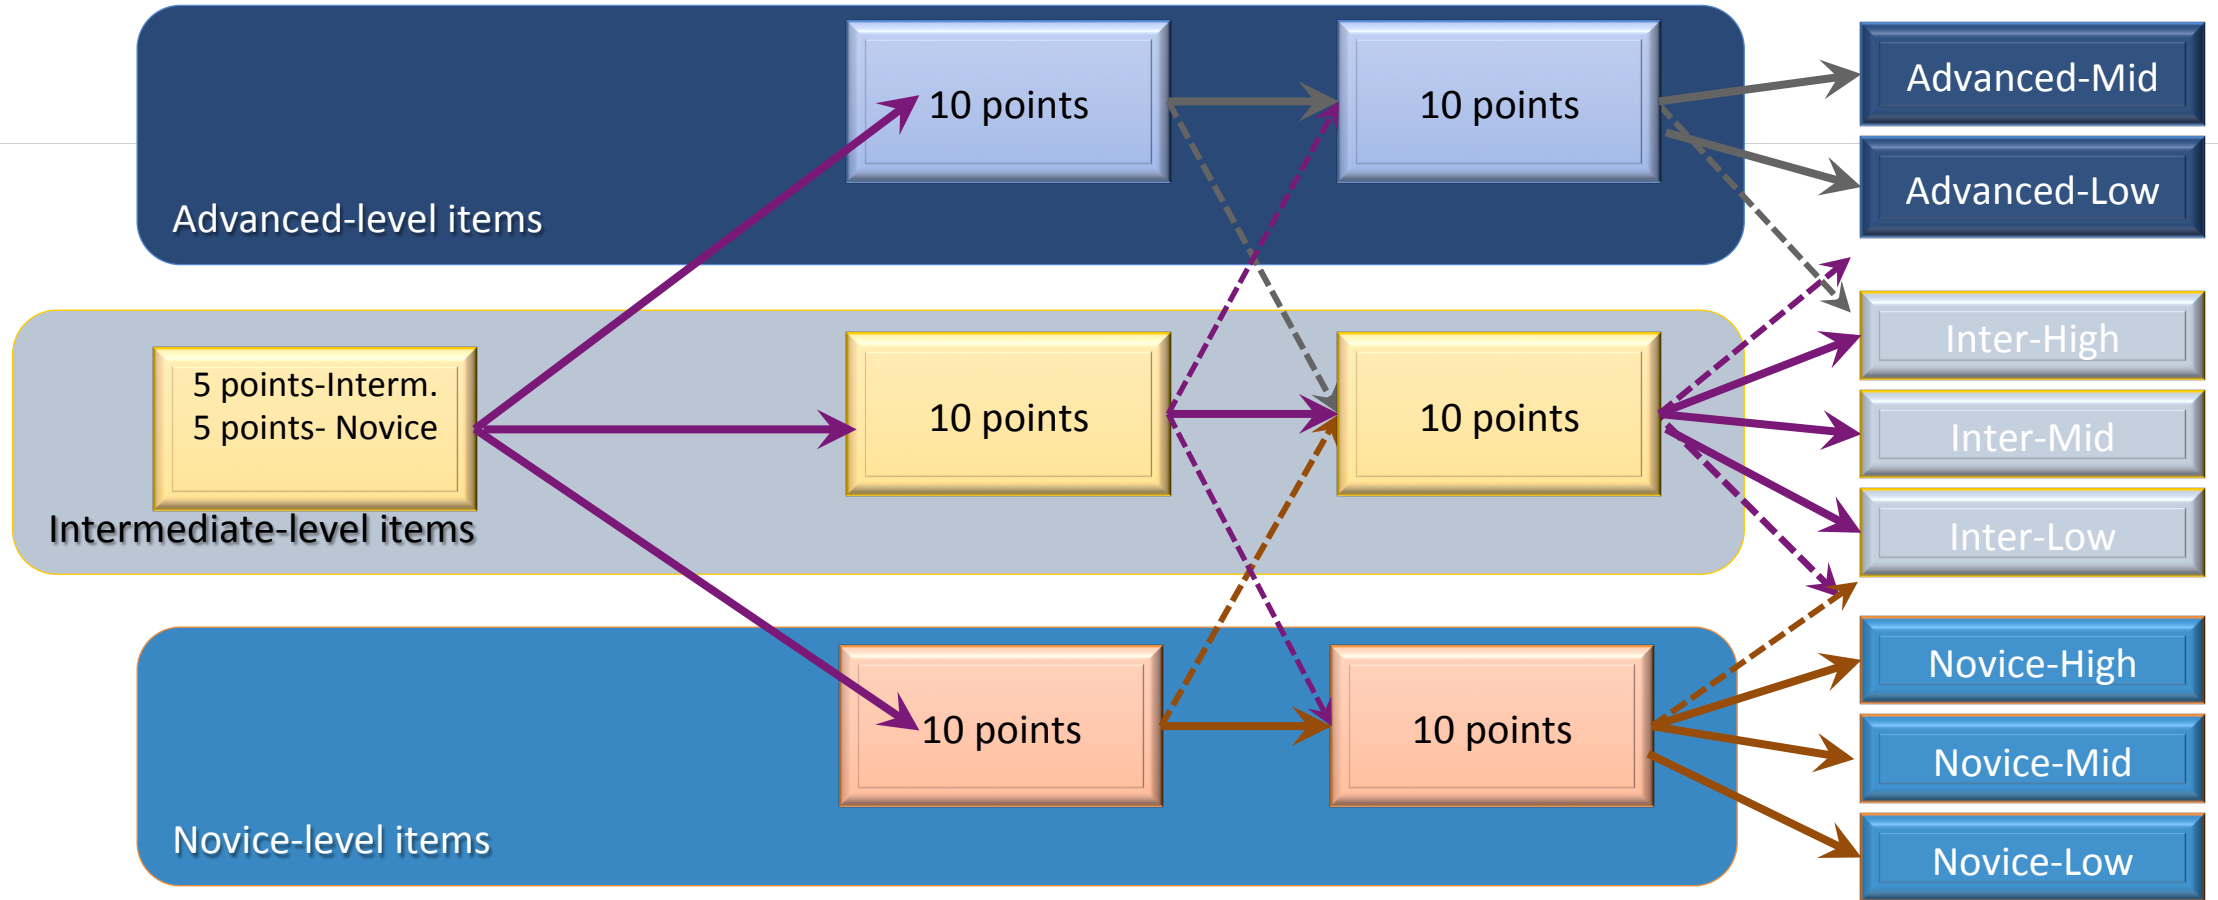 10 points
10 points
Advanced-Mid
Advanced-Low
Advanced-level items
5 points-Interm.
5 points- Novice
10 points
10 points
Inter-High
Inter-Mid
Inter-Low
Intermediate-level items
10 points
10 points
Novice-High
Novice-Mid
Novice-Low
Novice-level items